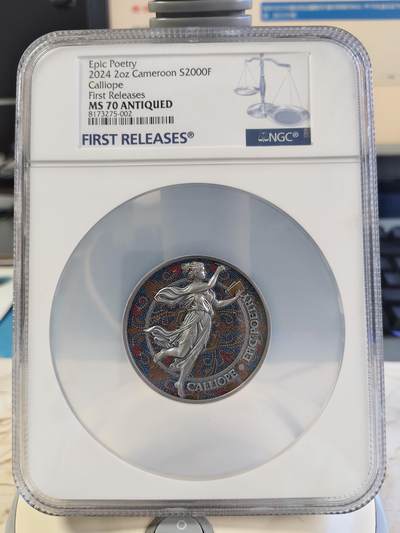 Epic Poetry
2024 2oz Cameroon S2000F
Calliope
First Releases
MS 70 ANTIQUED
8173275-002
FIRST RELEASES®
NGC®
CALLIOPE • EPIC POETRY